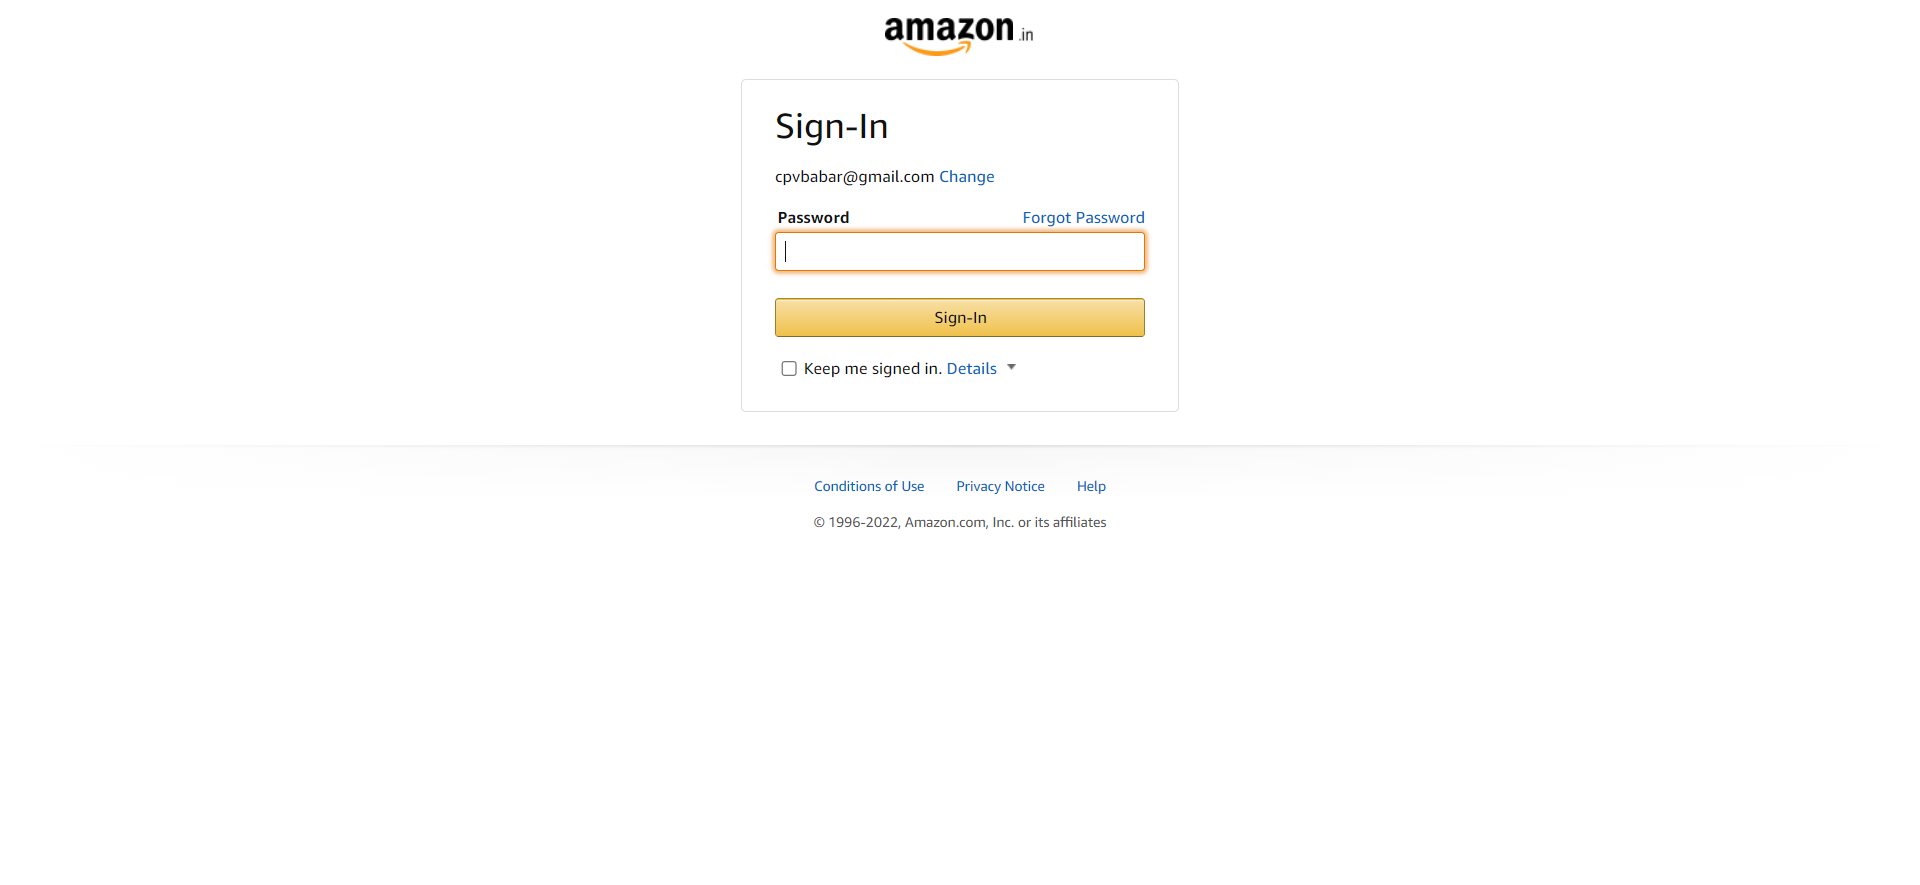 amazon.in
Sign-In
cpvbabar@gmail.com Change
Password Forgot Password
Sign-In
Keep me signed in. Details
Conditions of Use Privacy Notice Help
© 1996-2022, Amazon.com, Inc. or its affiliates